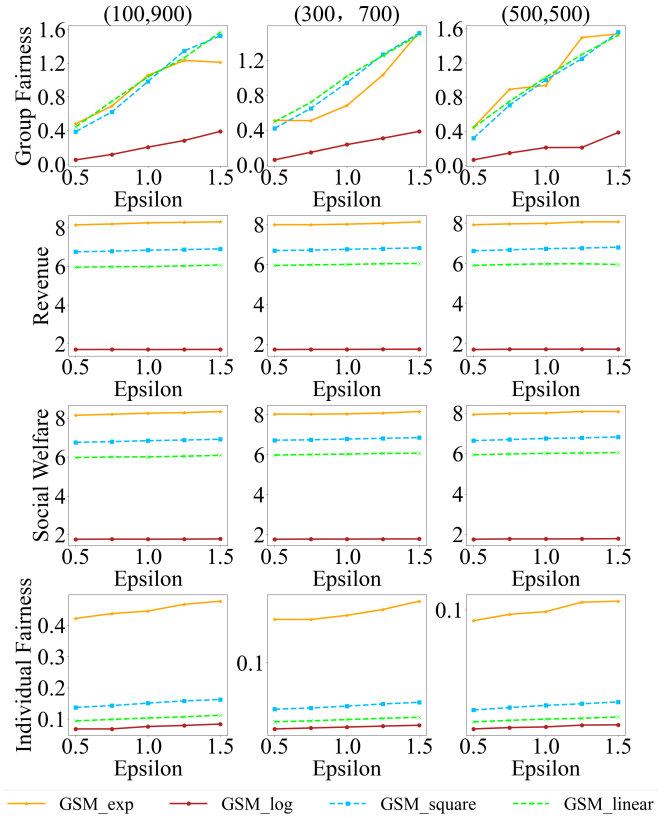 (100,900) (300，700) (500,500)
Group Fairness
1.6 1.2 0.8 0.4 0.0
1.2 0.8 0.4 0.0
1.6 1.2 0.8 0.4 0.0
0.5 1.0 1.5 0.5 1.0 1.5 0.5 1.0 1.5
Epsilon Epsilon Epsilon
Revenue
8 6 4 2
8 6 4 2
8 6 4 2
0.5 1.0 1.5 0.5 1.0 1.5 0.5 1.0 1.5
Epsilon Epsilon Epsilon
Social Welfare
8 6 4 2
8 6 4 2
8 6 4 2
0.5 1.0 1.5 0.5 1.0 1.5 0.5 1.0 1.5
Epsilon Epsilon Epsilon
Individual Fairness
0.4 0.3 0.2 0.1
0.1
0.1
0.5 1.0 1.5 0.5 1.0 1.5 0.5 1.0 1.5
Epsilon Epsilon Epsilon
GSM_exp GSM_log GSM_square GSM_linear